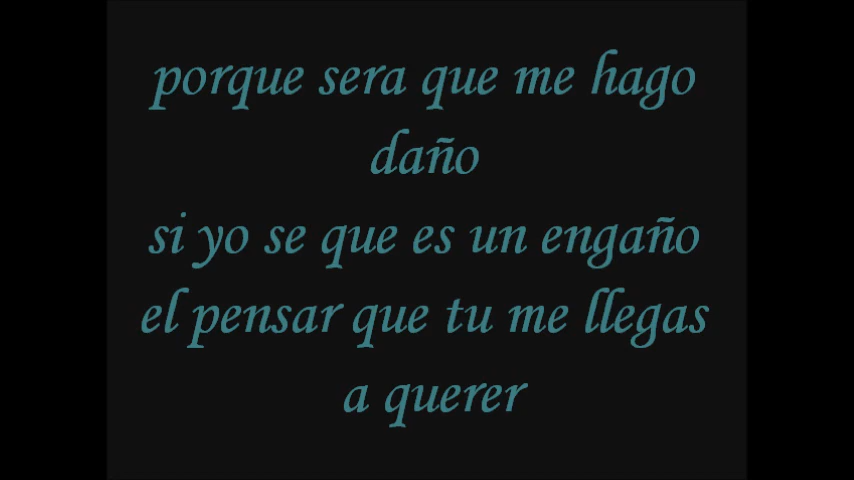 porque sera que me hago
daño
si yo se que es un engaño
el pensar que tu me llegas
a querer